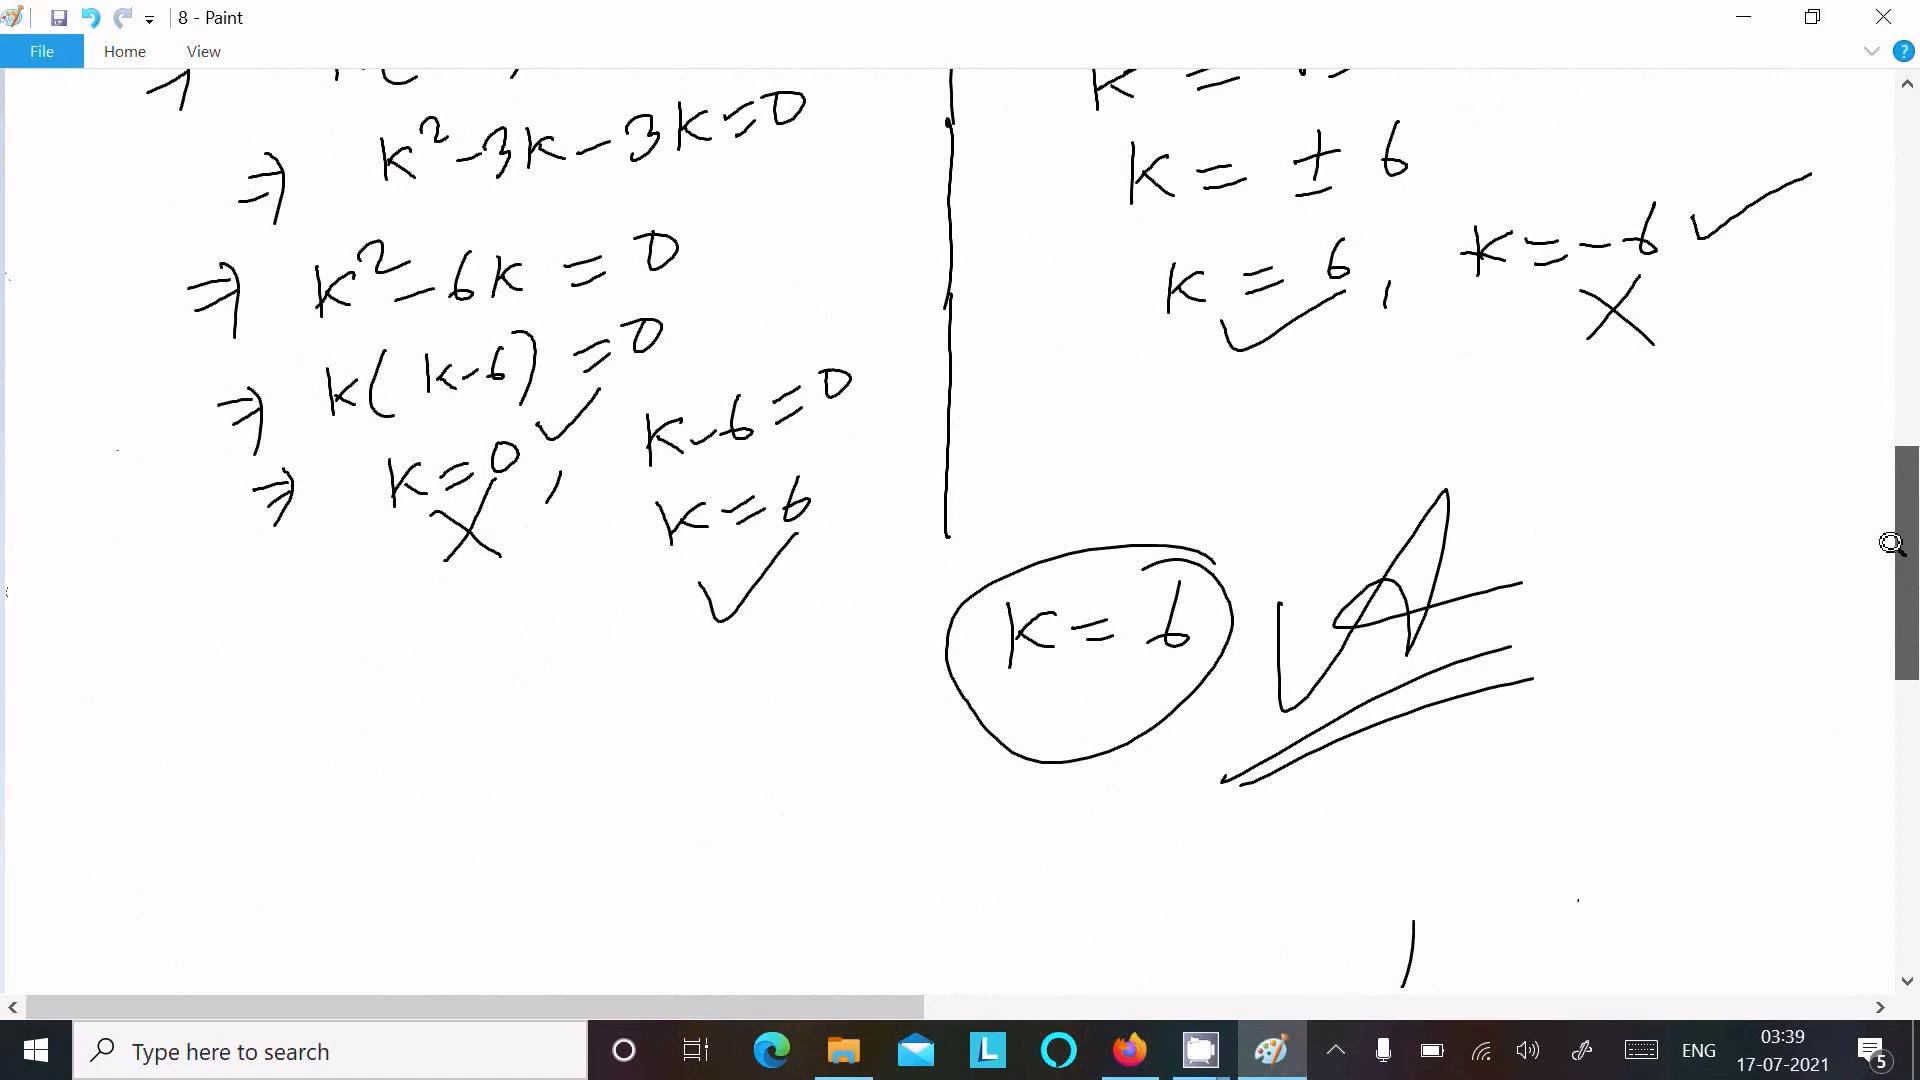 8 - Paint
File Home View
⇒ k² - 3k - 3k = 0
⇒ k² - 6k = 0
⇒ k(k-6) = 0
⇒ k = 0 , k - 6 = 0
k = 6
k = ± 6
k = 6 , k = - 6
k = 6
Type here to search
ENG
03:39
17-07-2021
5